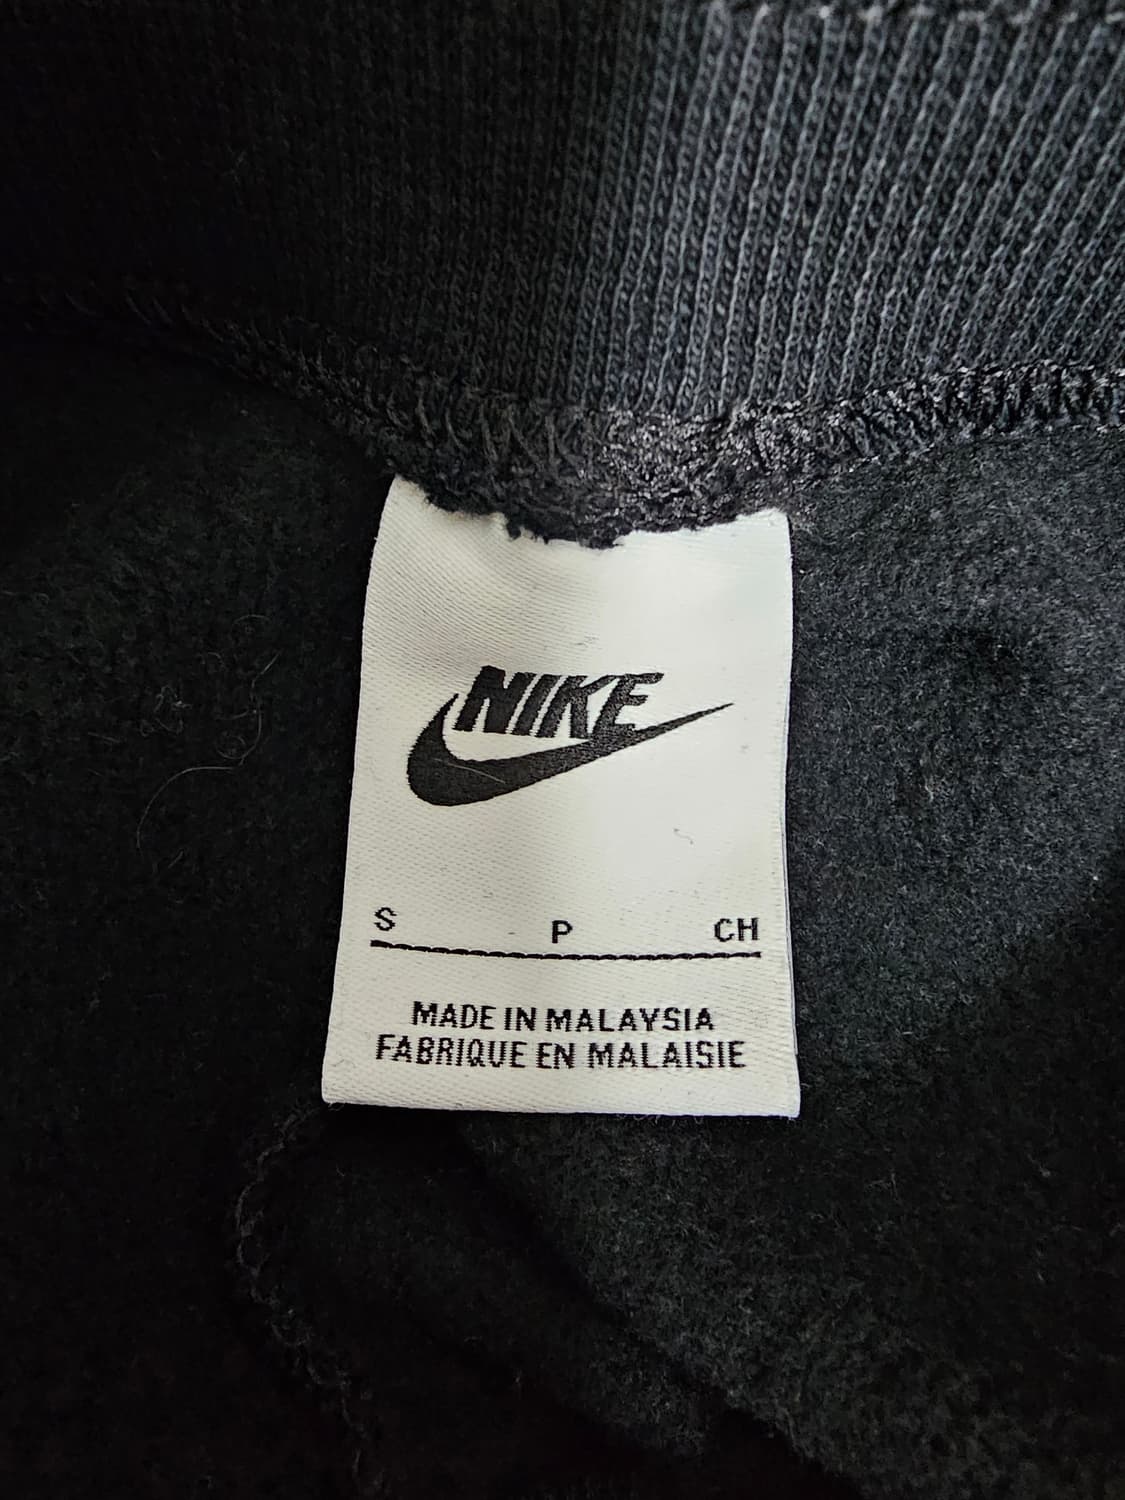 NIKE
S P CH
MADE IN MALAYSIA
FABRIQUE EN MALAISIE